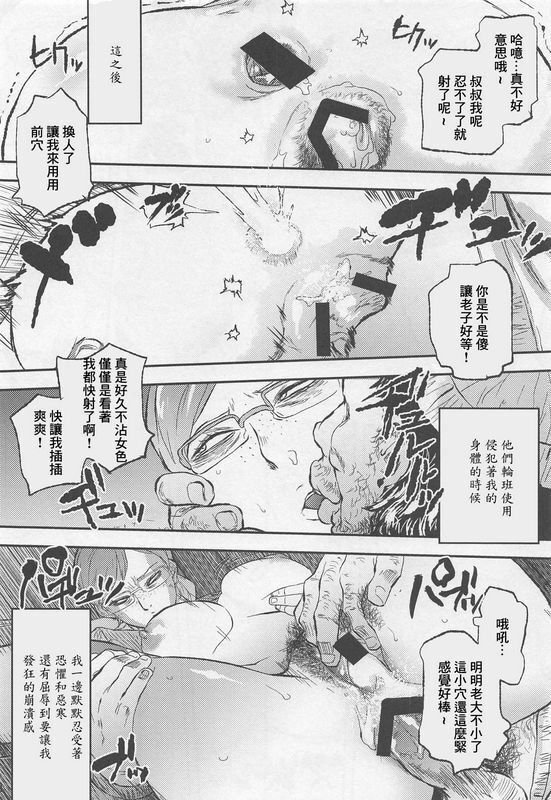 哈噫…真不好
意思哦~
叔叔我呢
忍不了了就
射了呢~
ヒクッ
ヒクッ
這之後
換人了
讓我來用用
前穴
你是不是傻
讓老子好等！
真是好久不沾女色
僅僅是看著
我都快射了啊！
快讓我插插
爽爽！
他們輪班使用
侵犯著我的
身體的時候
哦吼…
明明老大不小了
這小穴還這麼緊
感覺好棒~
我一邊默默忍受著
恐懼和惡寒
還有屈辱到要讓我
發狂的崩潰感